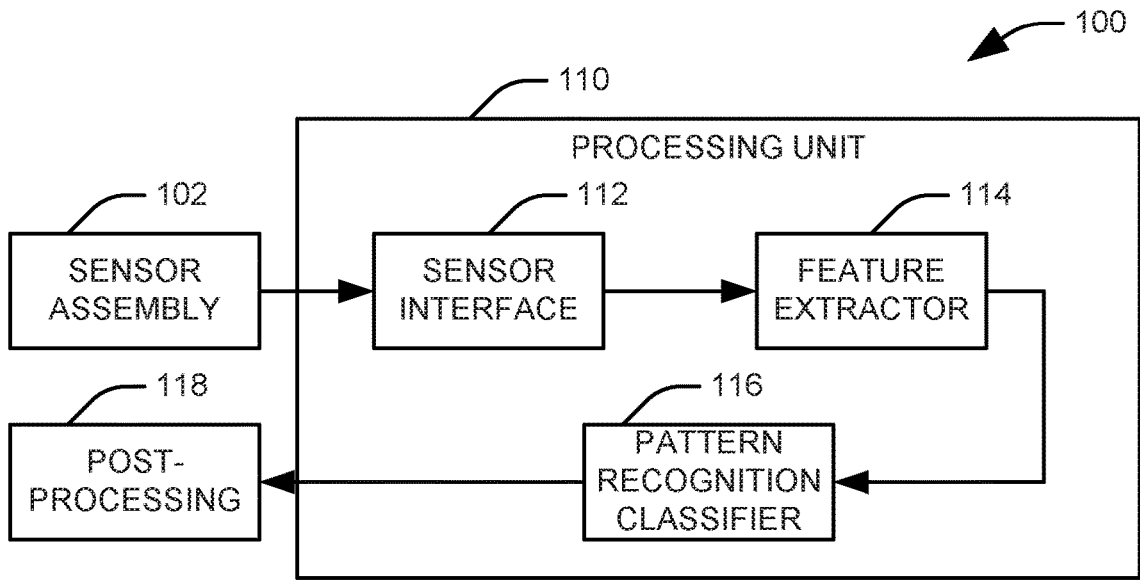 100
110
PROCESSING UNIT
102
112
114
SENSOR
ASSEMBLY
SENSOR
INTERFACE
FEATURE
EXTRACTOR
118
116
POST-
PROCESSING
PATTERN
RECOGNITION
CLASSIFIER